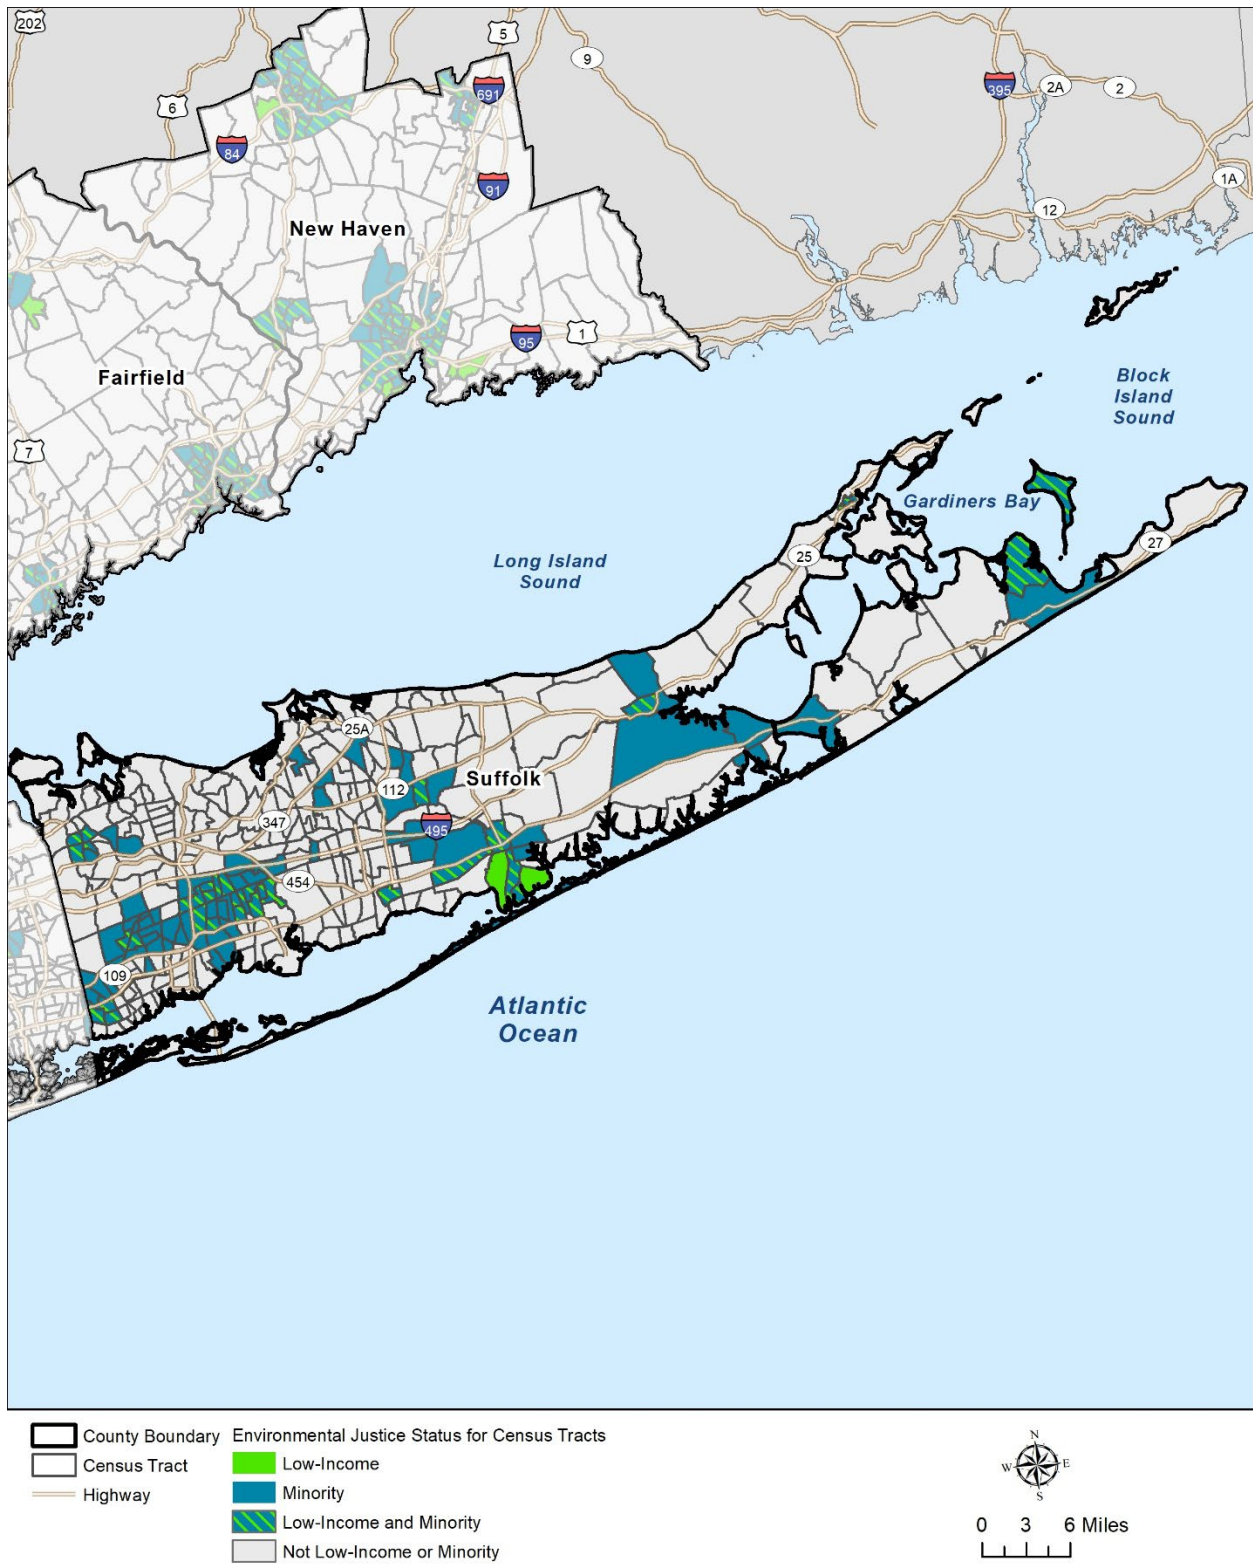 202
5
9
6
691
395
2A
2
84
91
1A
12
New Haven
95
1
Fairfield
Block
Island
Sound
7
Gardiners Bay
Long Island
Sound
25
27
25A
Suffolk
112
347
495
454
109
Atlantic
Ocean
County Boundary
Census Tract
Highway
Environmental Justice Status for Census Tracts
Low-Income
Minority
Low-Income and Minority
Not Low-Income or Minority
N
W
E
S
0 3 6 Miles